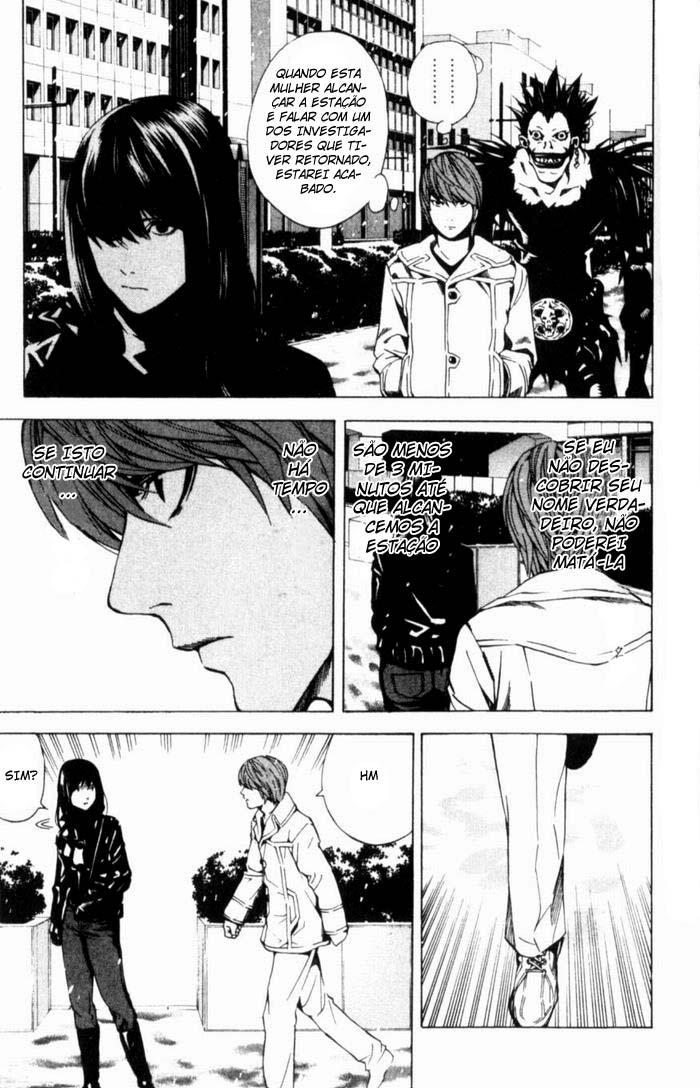 . . . . . .
. . . . . .
QUANDO ESTA
MULHER ALCAN-
ÇAR A ESTAÇÃO
E FALAR COM UM
DOS INVESTIGA-
DORES QUE TI-
VER RETORNADO,
ESTAREI ACA-
BADO.
SE EU
NÃO DES-
COBRIR SEU
NOME VERDA-
DEIRO, NÃO
PODEREI
MATÁ-LA
SÃO MENOS
DE 3 MI-
NUTOS ATÉ
QUE ALCAN-
CEMOS A
ESTAÇÃO
NÃO
HÁ
TEMPO
...
SE ISTO
CONTINUAR
...
HM
SIM?